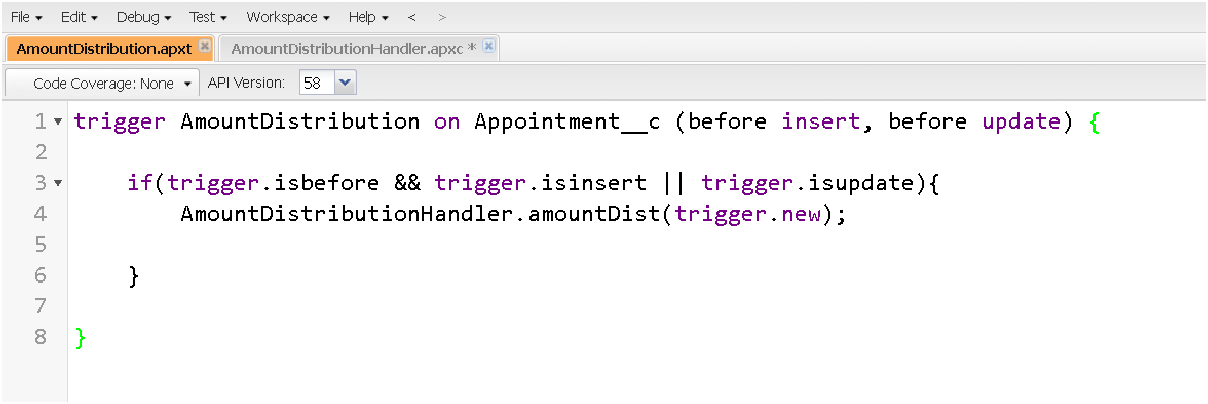 File Edit Debug Test Workspace Help < >
AmountDistribution.apxt AmountDistributionHandler.apxc *
Code Coverage: None API Version: 58
1 trigger AmountDistribution on Appointment__c (before insert, before update) {
2
3 if(trigger.isbefore && trigger.isinsert || trigger.isupdate){
4 AmountDistributionHandler.amountDist(trigger.new);
5
6 }
7
8 }